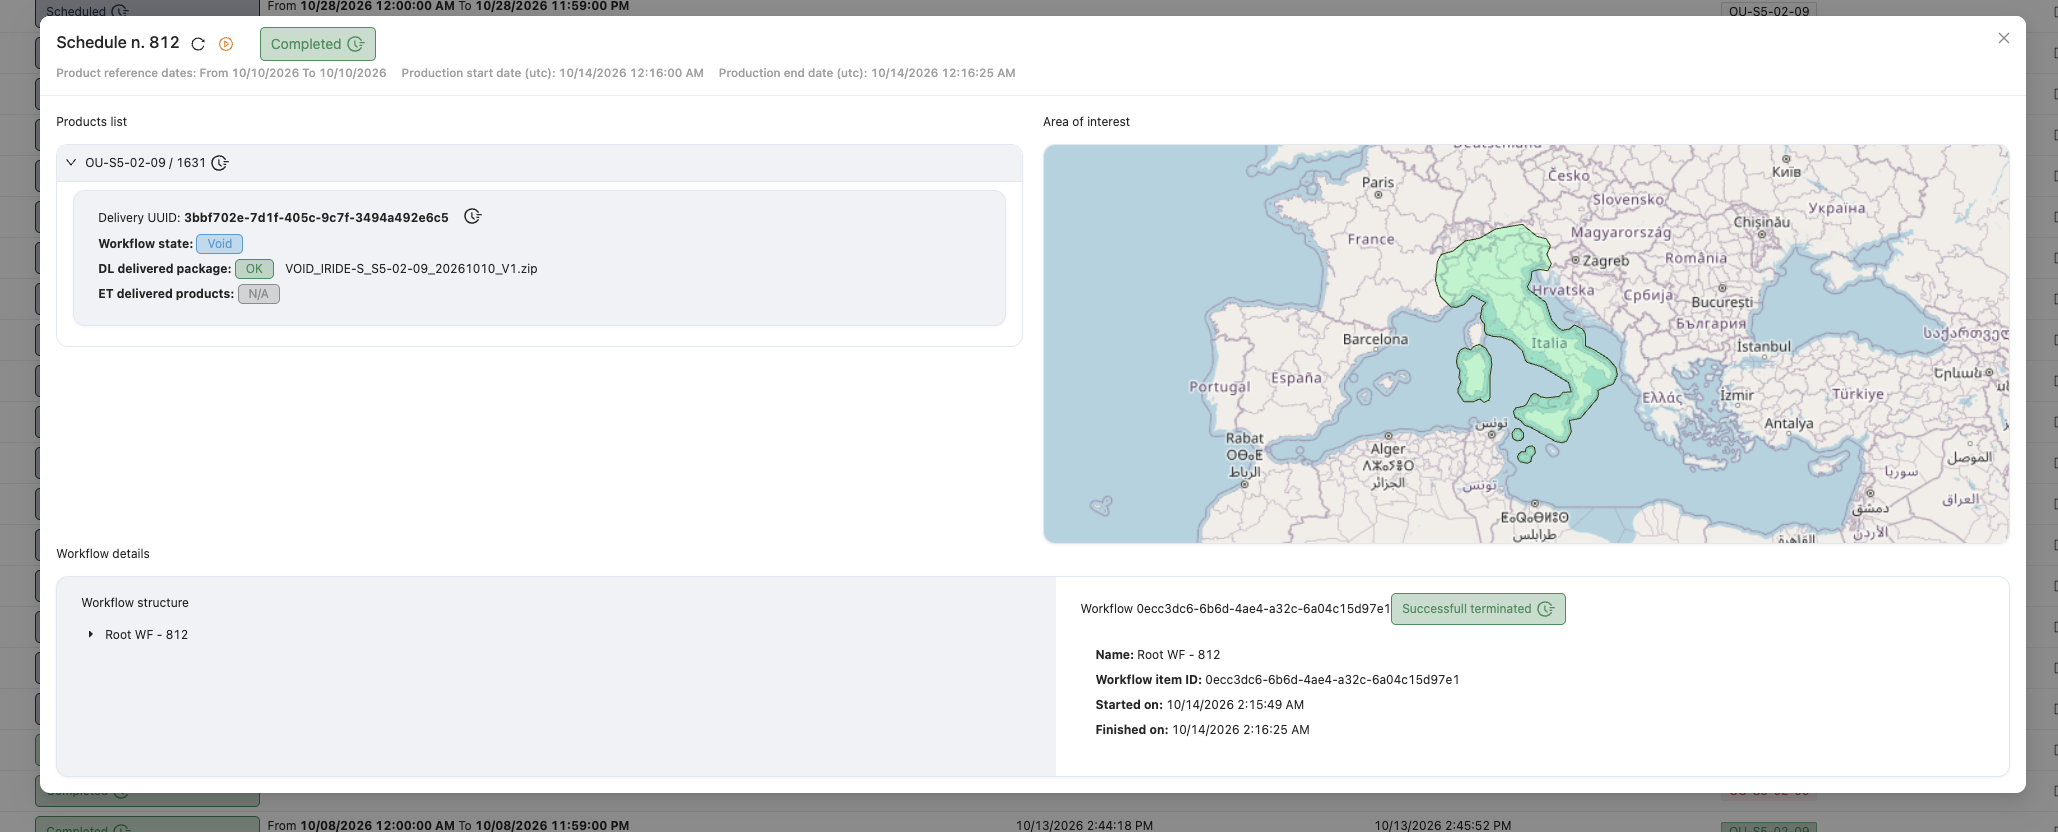 Scheduled
From 10/28/2026 12:00:00 AM To 10/28/2026 11:59:00 PM
OU-S5-02-09
Schedule n. 812
Completed
Product reference dates: From 10/10/2026 To 10/10/2026 Production start date (utc): 10/14/2026 12:16:00 AM Production end date (utc): 10/14/2026 12:16:25 AM
Products list
OU-S5-02-09 / 1631
Delivery UUID: 3bbf702e-7d1f-405c-9c7f-3494a492e6c5
Workflow state: Void
DL delivered package: OK VOID_IRIDE-S_S5-02-09_20261010_V1.zip
ET delivered products: N/A
Area of interest
Deutschland
Paris
Česko
Київ
Slovensko
Україна
Chișinău
France
Magyarország
Zagreb
România
Hrvatska
Србија
București
България
Barcelona
Italia
İstanbul
საქართველო
Portugal
España
Ελλάς
İzmir
Türkiye
Antalya
تونس
Rabat
ⵔⴱⴰⵟ
الرباط
Alger
الجزائر
تونس
الموصل
سوريا
العراق
دمشق
طرابلس
القاهرة
الأردن
Workflow details
Workflow structure
Root WF - 812
Workflow 0ecc3dc6-6b6d-4ae4-a32c-6a04c15d97e1 Successfull terminated
Name: Root WF - 812
Workflow item ID: 0ecc3dc6-6b6d-4ae4-a32c-6a04c15d97e1
Started on: 10/14/2026 2:15:49 AM
Finished on: 10/14/2026 2:16:25 AM
Completed
Completed
From 10/08/2026 12:00:00 AM To 10/08/2026 11:59:00 PM
10/13/2026 2:44:18 PM
10/13/2026 2:45:52 PM
OU-S5-02-09